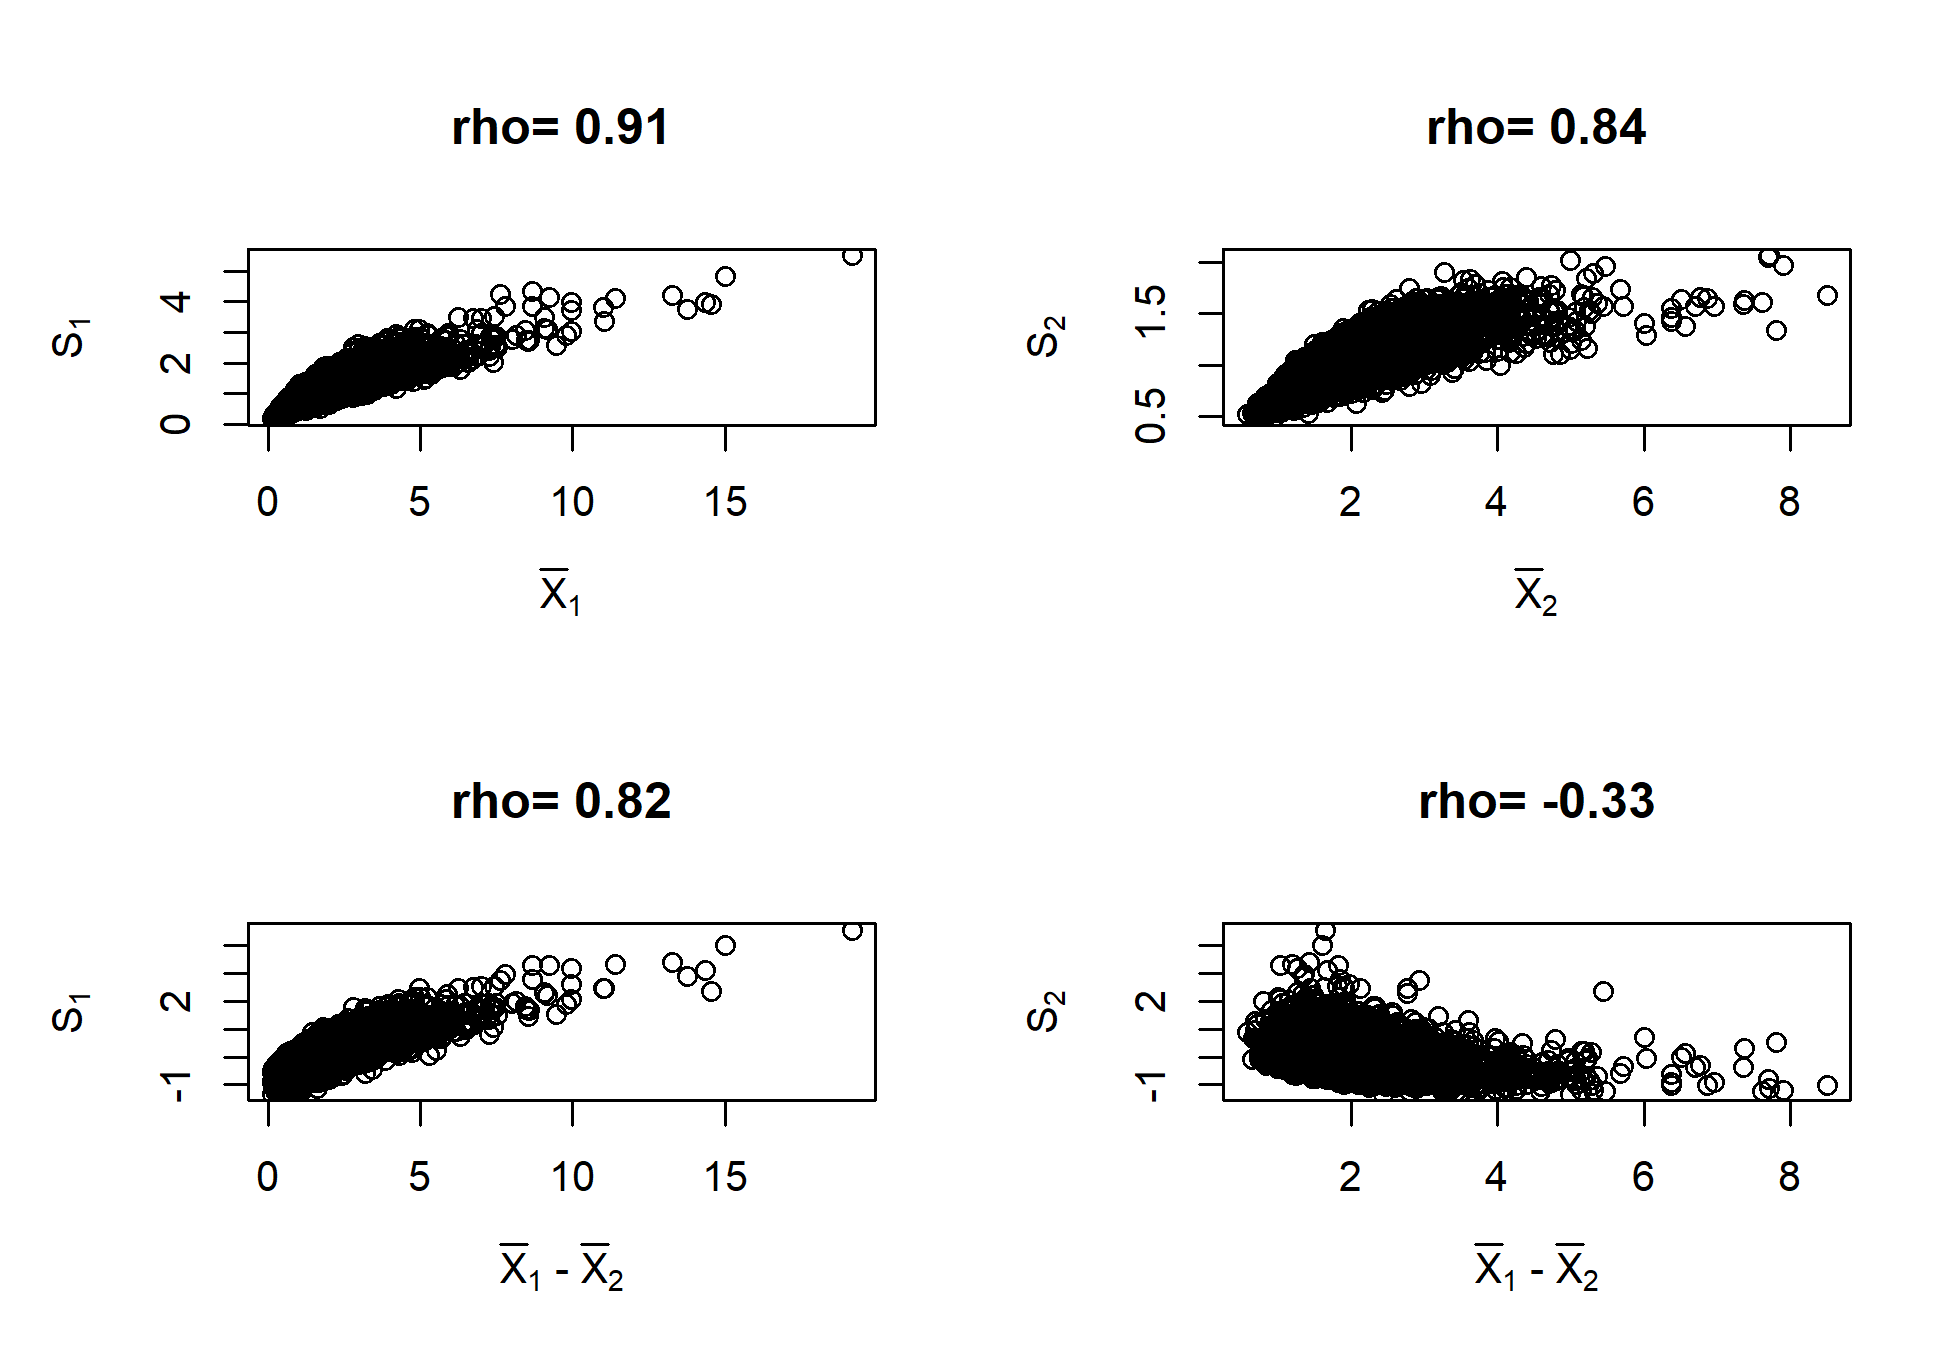 rho= 0.91
S₁
4
2
0
0 5 10 15
X̅₁
rho= 0.84
S₂
1.5
0.5
2 4 6 8
X̅₂
rho= 0.82
S₁
2
-1
0 5 10 15
X̅₁ - X̅₂
rho= -0.33
S₂
2
-1
2 4 6 8
X̅₁ - X̅₂